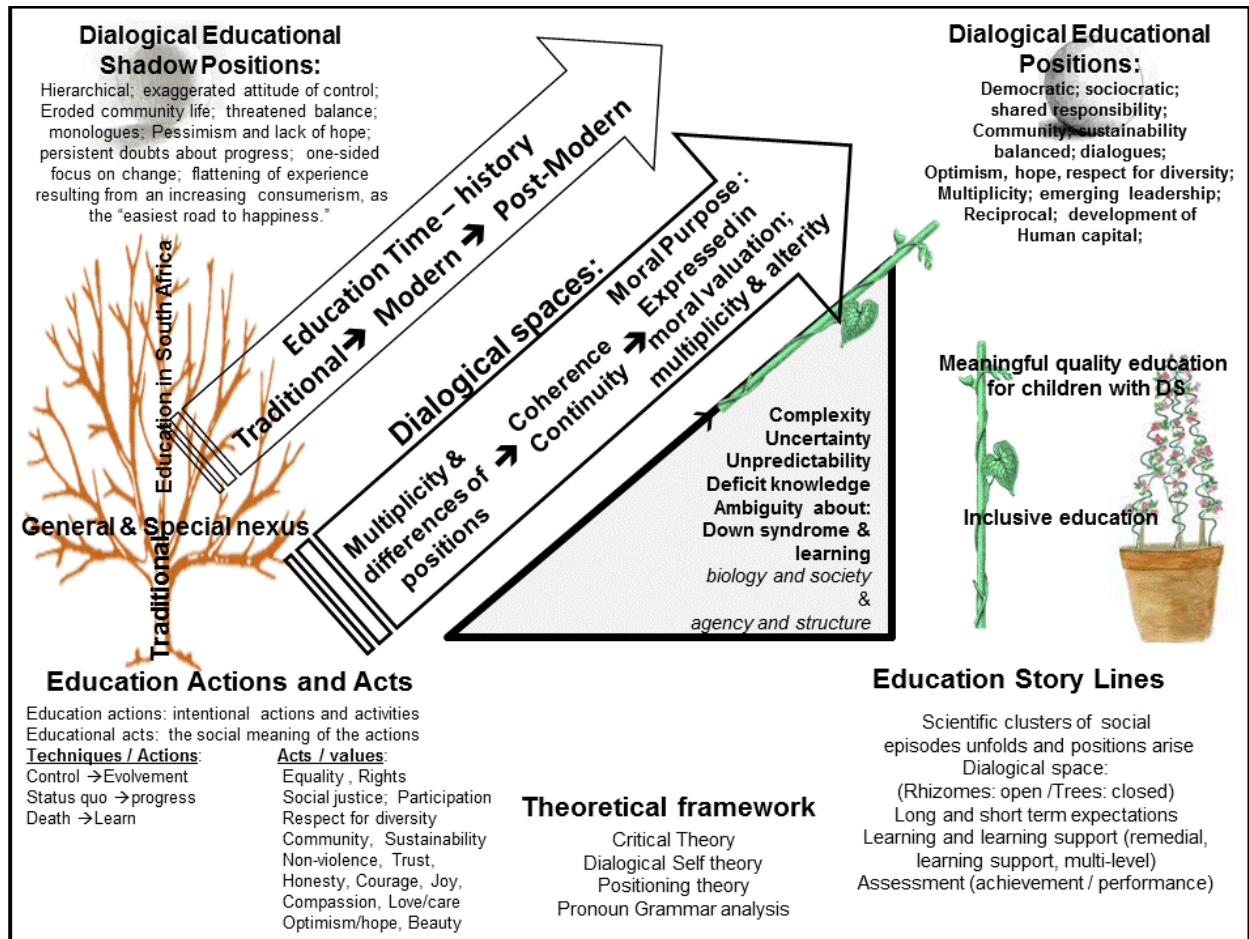 Dialogical Educational
Shadow Positions:
Hierarchical; exaggerated attitude of control;
Eroded community life; threatened balance;
monologues; Pessimism and lack of hope;
persistent doubts about progress; one-sided
focus on change; flattening of experience
resulting from an increasing consumerism, as
the “easiest road to happiness.”
Education Time – history
Traditional ➔ Modern ➔ Post-Modern
Dialogical spaces:
Multiplicity &
differences of
positions
➔
Coherence
Continuity
➔
Moral Purpose:
Expressed in
moral valuation;
multiplicity & alterity
Dialogical Educational
Positions:
Democratic; sociocratic;
shared responsibility;
Community; sustainability
balanced; dialogues;
Optimism, hope, respect for diversity;
Multiplicity; emerging leadership;
Reciprocal; development of
Human capital;
Education in South Africa
General & Special nexus
Traditional
Complexity
Uncertainty
Unpredictability
Deficit knowledge
Ambiguity about:
Down syndrome &
learning
biology and society
&
agency and structure
Meaningful quality education
for children with DS
Inclusive education
Education Actions and Acts
Education actions: intentional actions and activities
Educational acts: the social meaning of the actions
Techniques / Actions:
Control →Evolvement
Status quo →progress
Death →Learn
Acts / values:
Equality , Rights
Social justice; Participation
Respect for diversity
Community, Sustainability
Non-violence, Trust,
Honesty, Courage, Joy,
Compassion, Love/care
Optimism/hope, Beauty
Theoretical framework
Critical Theory
Dialogical Self theory
Positioning theory
Pronoun Grammar analysis
Education Story Lines
Scientific clusters of social
episodes unfolds and positions arise
Dialogical space:
(Rhizomes: open /Trees: closed)
Long and short term expectations
Learning and learning support (remedial,
learning support, multi-level)
Assessment (achievement / performance)